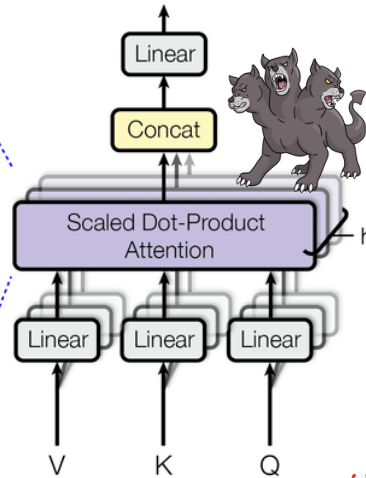 Linear
Concat
Scaled Dot-Product
Attention
h
Linear
Linear
Linear
V
K
Q